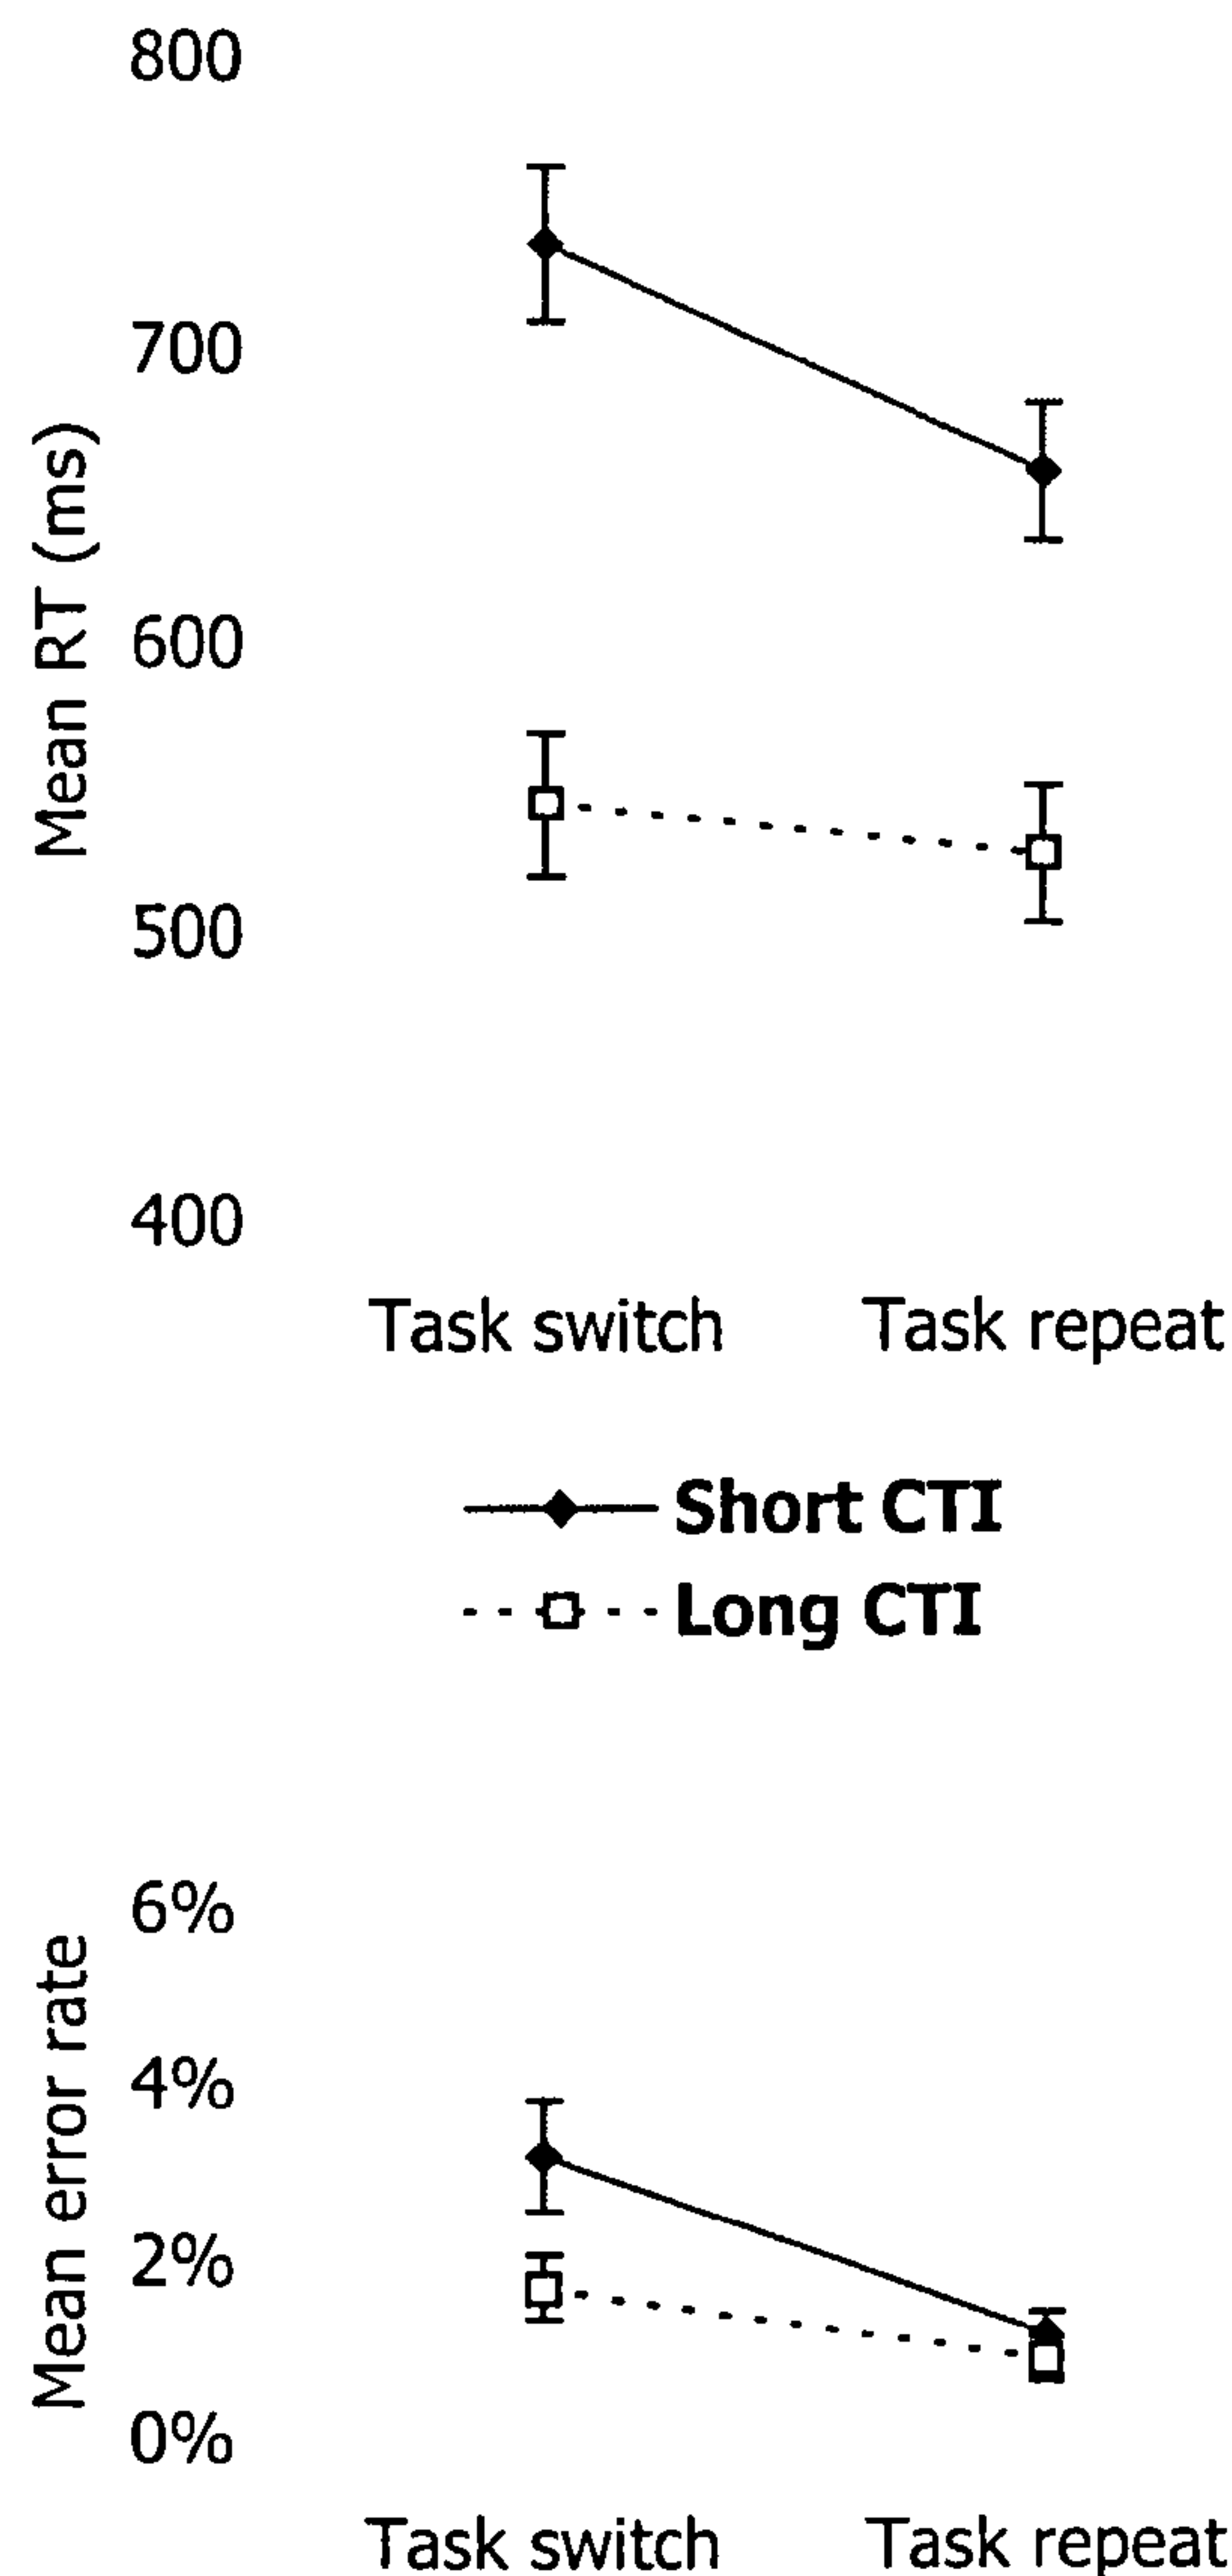 800
700
600
500
400
Mean RT (ms)
Task switch Task repeat
Short CTI
Long CTI
6%
4%
2%
0%
Mean error rate
Task switch Task repeat